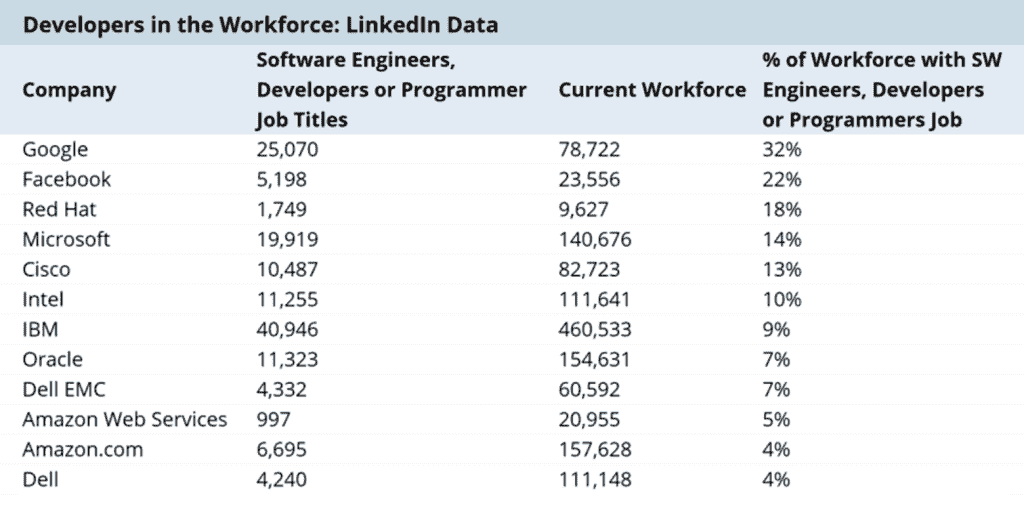 Developers in the Workforce: LinkedIn Data
Company
Software Engineers,
Developers or Programmer
Job Titles
Current Workforce
% of Workforce with SW
Engineers, Developers
or Programmers Job
Google 25,070 78,722 32%
Facebook 5,198 23,556 22%
Red Hat 1,749 9,627 18%
Microsoft 19,919 140,676 14%
Cisco 10,487 82,723 13%
Intel 11,255 111,641 10%
IBM 40,946 460,533 9%
Oracle 11,323 154,631 7%
Dell EMC 4,332 60,592 7%
Amazon Web Services 997 20,955 5%
Amazon.com 6,695 157,628 4%
Dell 4,240 111,148 4%